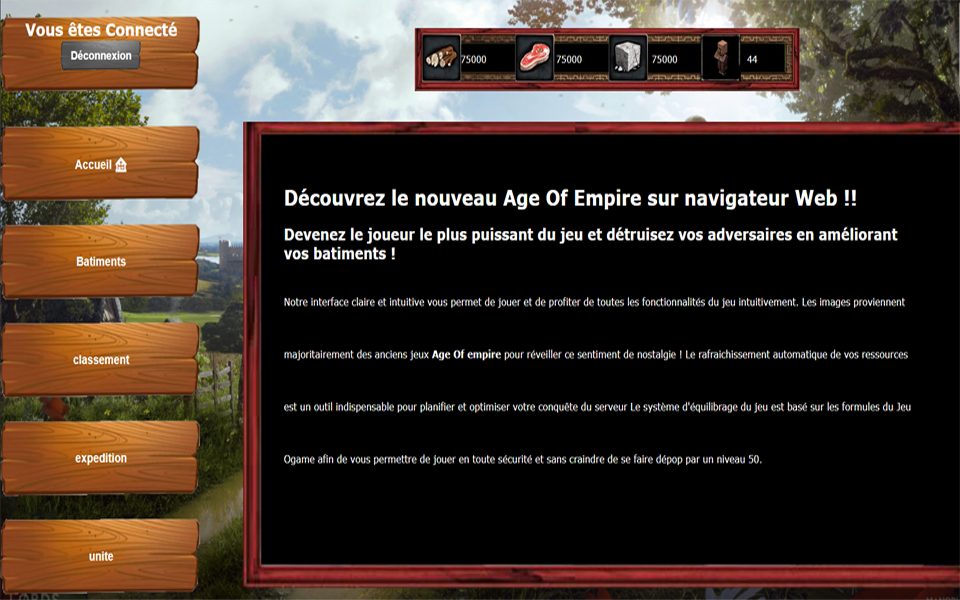 Vous êtes Connecté
Déconnexion
75000
75000
75000
44
Accueil
Batiments
classement
expedition
unite
Découvrez le nouveau Age Of Empire sur navigateur Web !!
Devenez le joueur le plus puissant du jeu et détruisez vos adversaires en améliorant
vos batiments !
Notre interface claire et intuitive vous permet de jouer et de profiter de toutes les fonctionnalités du jeu intuitivement. Les images proviennent
majoritairement des anciens jeux Age Of empire pour réveiller ce sentiment de nostalgie ! Le rafraichissement automatique de vos ressources
est un outil indispensable pour planifier et optimiser votre conquête du serveur Le système d'équilibrage du jeu est basé sur les formules du Jeu
Ogame afin de vous permettre de jouer en toute sécurité et sans craindre de se faire dépop par un niveau 50.